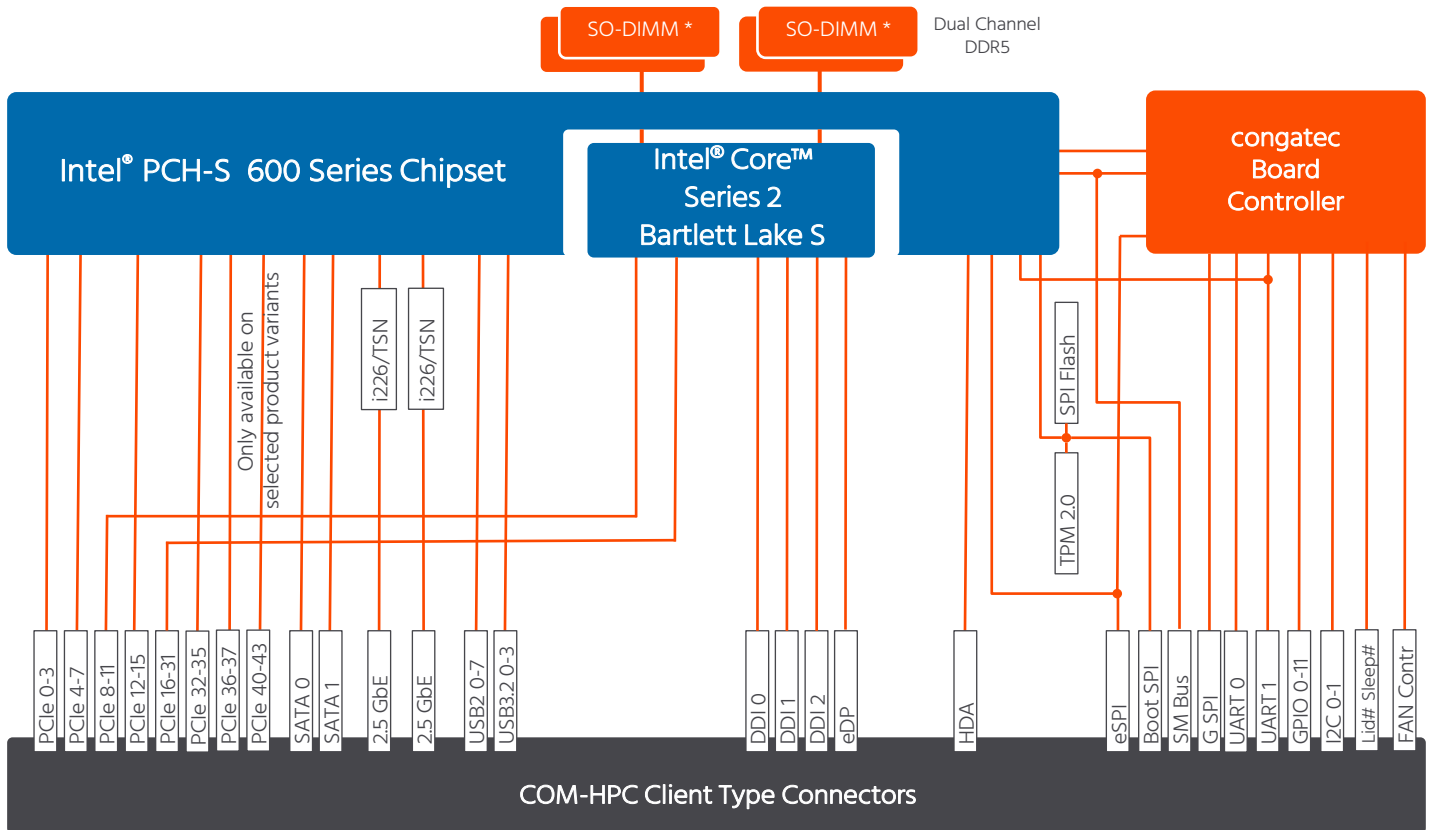 SO-DIMM *
SO-DIMM *
Dual Channel
DDR5
Intel® PCH-S 600 Series Chipset
Intel® Core™
Series 2
Bartlett Lake S
congatec
Board
Controller
Only available on
selected product variants
i226/TSN
i226/TSN
SPI Flash
TPM 2.0
PCIe 0-3
PCIe 4-7
PCIe 8-11
PCIe 12-15
PCIe 16-31
PCIe 32-35
PCIe 36-37
PCIe 40-43
SATA 0
SATA 1
2.5 GbE
2.5 GbE
USB2 0-7
USB3.2 0-3
DDI 0
DDI 1
DDI 2
eDP
HDA
eSPI
Boot SPI
SM Bus
G SPI
UART 0
UART 1
GPIO 0-11
I2C 0-1
Lid# Sleep#
FAN Contr
COM-HPC Client Type Connectors